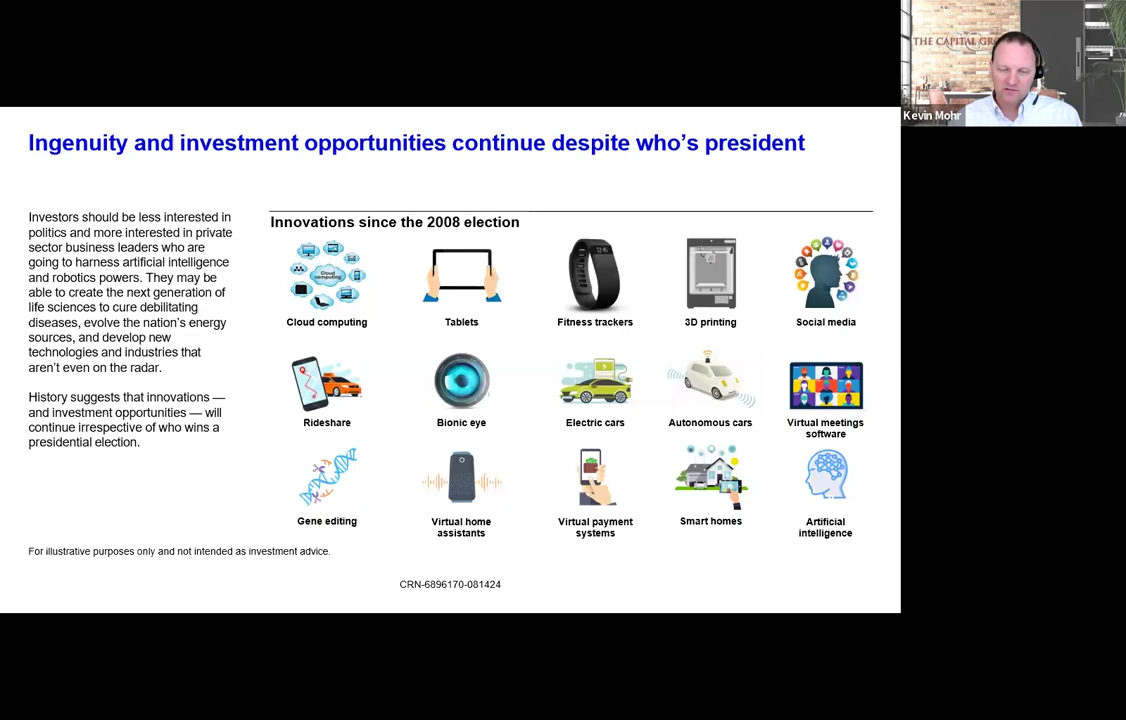 THE CAPITAL GR
Kevin Mohr
Ingenuity and investment opportunities continue despite who's president
Investors should be less interested in
politics and more interested in private
sector business leaders who are
going to harness artificial intelligence
and robotics powers. They may be
able to create the next generation of
life sciences to cure debilitating
diseases, evolve the nation's energy
sources, and develop new
technologies and industries that
aren't even on the radar.
History suggests that innovations —
and investment opportunities — will
continue irrespective of who wins a
presidential election.
Innovations since the 2008 election
Cloud computing
Cloud computing
Tablets
Fitness trackers
3D printing
Social media
Rideshare
Bionic eye
Electric cars
Autonomous cars
Virtual meetings
software
Gene editing
Virtual home
assistants
Virtual payment
systems
Smart homes
Artificial
intelligence
For illustrative purposes only and not intended as investment advice.
CRN-6896170-081424